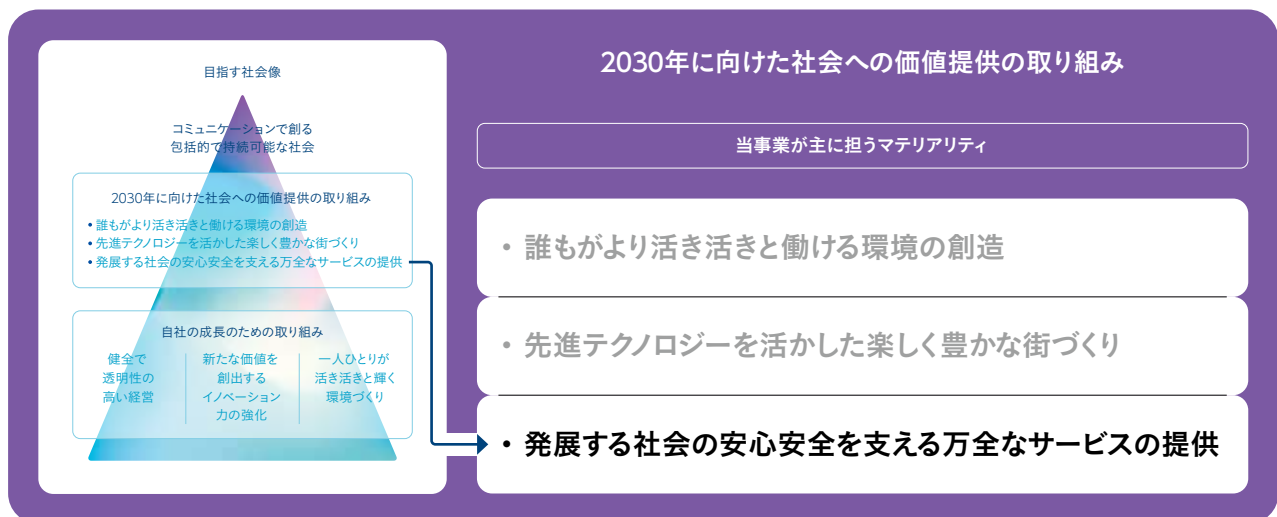 目指す社会像
コミュニケーションで創る
包括的で持続可能な社会
2030年に向けた社会への価値提供の取り組み
• 誰もがより活き活きと働ける環境の創造
• 先進テクノロジーを活かした楽しく豊かな街づくり
• 発展する社会の安心安全を支える万全なサービスの提供
自社の成長のための取り組み
健全で
透明性の
高い経営
新たな価値を
創出する
イノベーション
力の強化
一人ひとりが
活き活きと輝く
環境づくり
2030年に向けた社会への価値提供の取り組み
当事業が主に担うマテリアリティ
• 誰もがより活き活きと働ける環境の創造
• 先進テクノロジーを活かした楽しく豊かな街づくり
• 発展する社会の安心安全を支える万全なサービスの提供